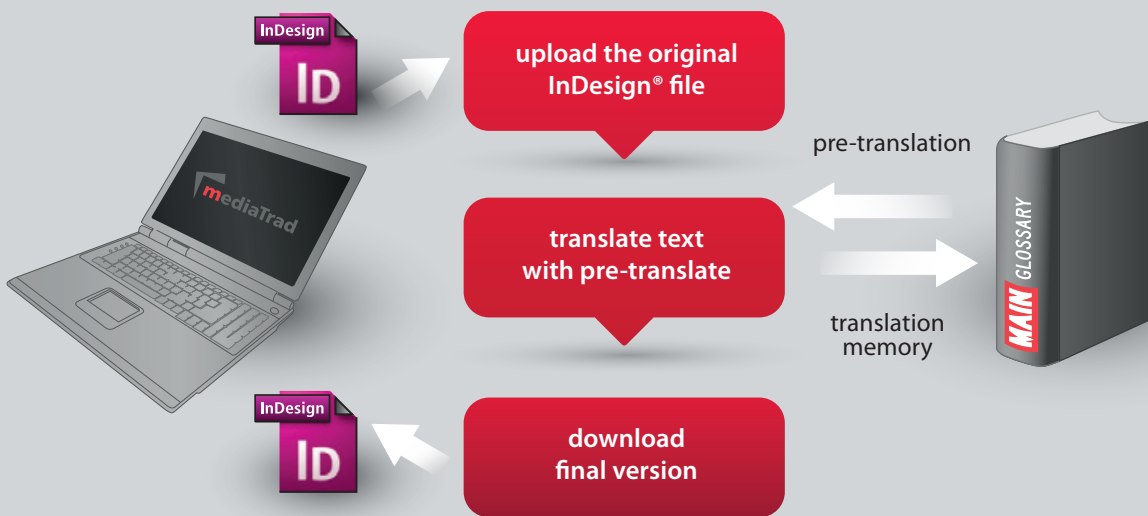 InDesign
ID
upload the original
InDesign® file
mediaTrad
pre-translation
translate text
with pre-translate
MAIN GLOSSARY
translation
memory
InDesign
ID
download
final version